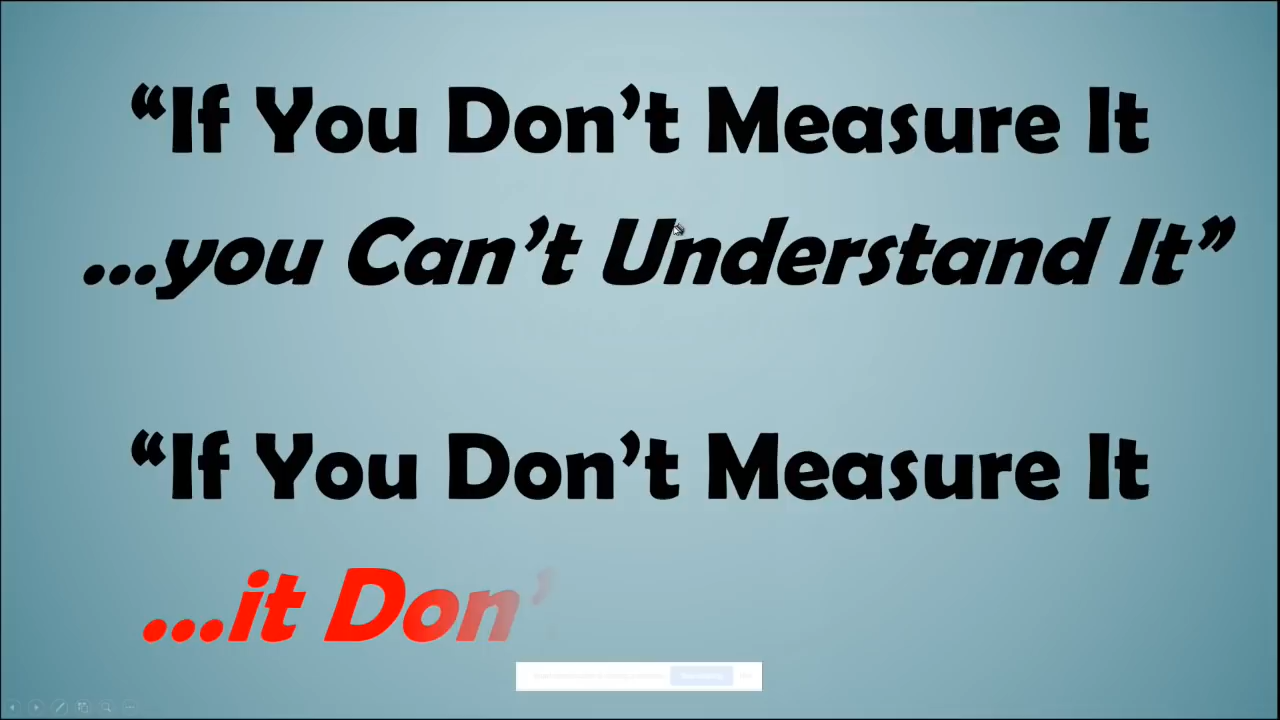 “If You Don’t Measure It
...you Can’t Understand It”
“If You Don’t Measure It
...it Don’